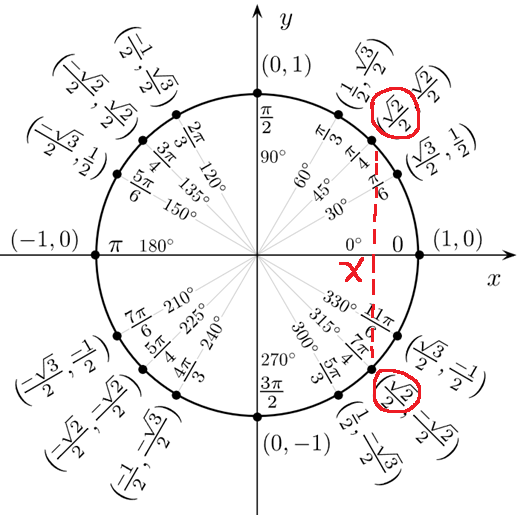 y
(0, 1)
(-1/2, √3/2)
(1/2, √3/2)
(-√2/2, √2/2)
(√2/2, √2/2)
(-√3/2, 1/2)
(√3/2, 1/2)
π/2
90°
2π/3
120°
π/3
60°
3π/4
135°
π/4
45°
5π/6
150°
π/6
30°
(-1, 0)
π
180°
0°
0
(1, 0)
x
x
7π/6
210°
330°
11π/6
5π/4
225°
315°
7π/4
4π/3
240°
300°
5π/3
270°
3π/2
(-√3/2, -1/2)
(√3/2, -1/2)
(-√2/2, -√2/2)
(√2/2, -√2/2)
(-1/2, -√3/2)
(1/2, -√3/2)
(0, -1)